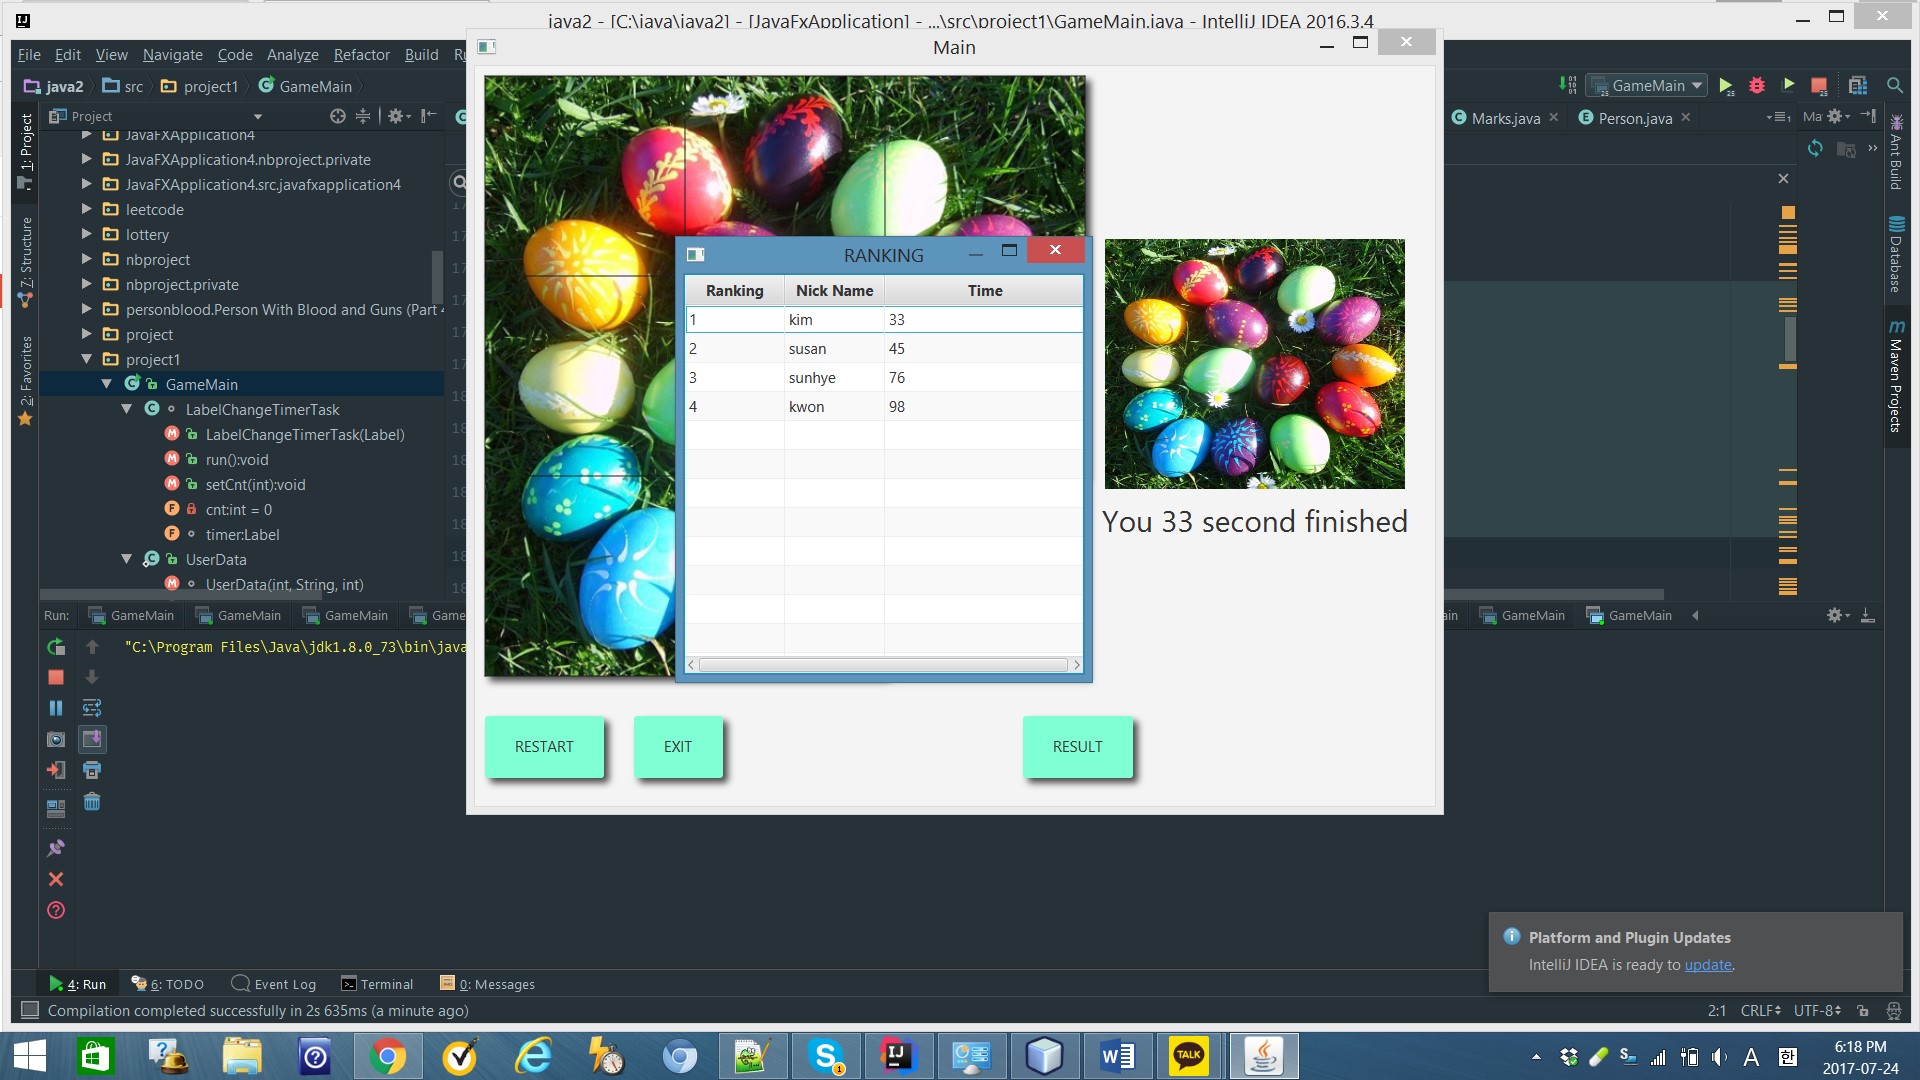 java2 - [C:\java\java2] - [JavaFxApplication] - ...\src\project1\GameMain.java - IntelliJ IDEA 2016.3.4
File Edit View Navigate Code Analyze Refactor Build
Main
java2 src project1 GameMain
GameMain
Project
Marks.java Person.java Ma
1: Project
7: Structure
2: Favorites
JavaFXApplication4
JavaFXApplication4.nbproject.private
JavaFXApplication4.src.javafxapplication4
leetcode
lottery
nbproject
nbproject.private
personblood.Person With Blood and Guns (Part
project
project1
GameMain
LabelChangeTimerTask
LabelChangeTimerTask(Label)
run():void
setCnt(int):void
cnt:int = 0
timer:Label
UserData
UserData(int, String, int)
RANKING
Ranking Nick Name Time
1 kim 33
2 susan 45
3 sunhye 76
4 kwon 98
You 33 second finished
RESTART EXIT RESULT
Ant Build
Database
Maven Projects
Run: GameMain GameMain GameMain Game
ain GameMain GameMain
"C:\Program Files\Java\jdk1.8.0_73\bin\java
Platform and Plugin Updates
IntelliJ IDEA is ready to update.
4: Run 6: TODO Event Log Terminal 0: Messages
Compilation completed successfully in 2s 635ms (a minute ago)
2:1 CRLF UTF-8
TALK
A 한
6:18 PM
2017-07-24